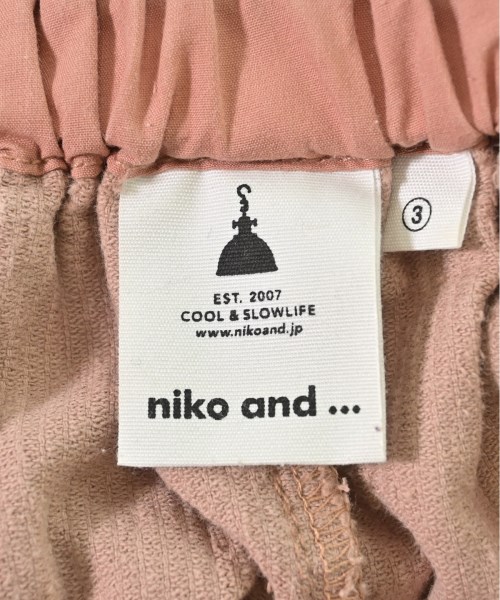 ③
EST. 2007
COOL & SLOWLIFE
www.nikoand.jp
niko and ...